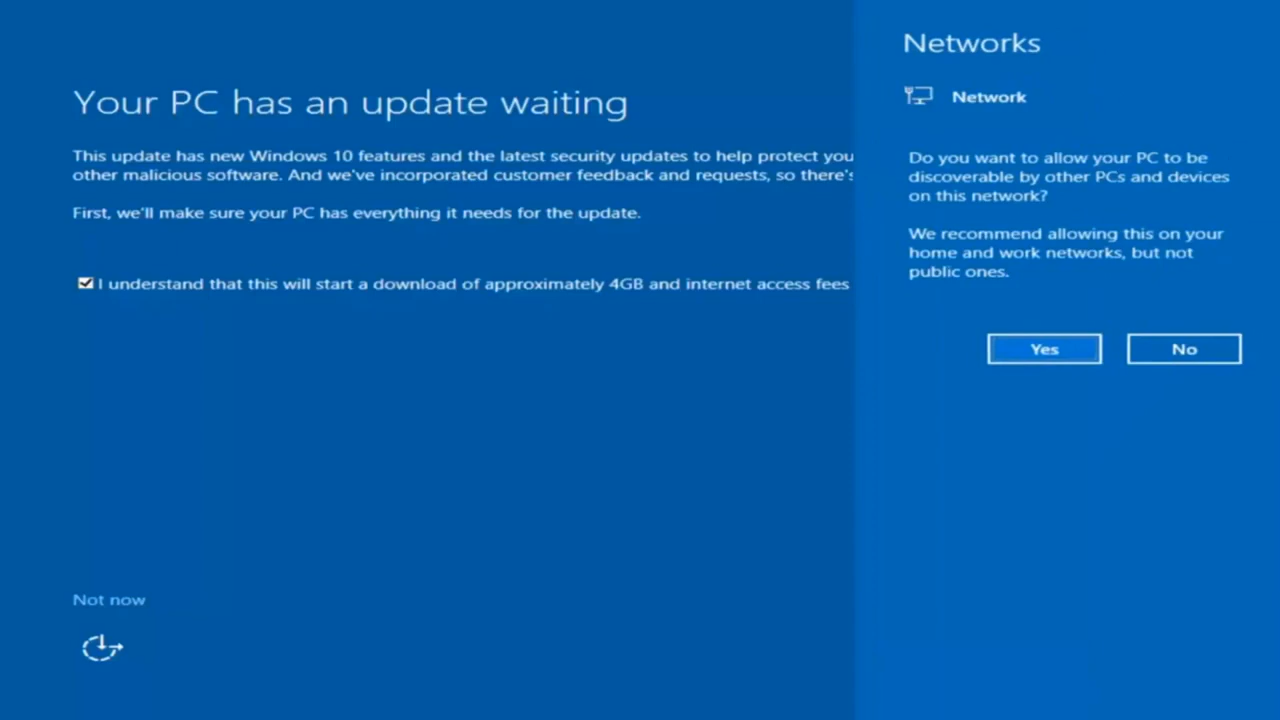 Your PC has an update waiting
This update has new Windows 10 features and the latest security updates to help protect you
other malicious software. And we've incorporated customer feedback and requests, so there's
First, we'll make sure your PC has everything it needs for the update.
I understand that this will start a download of approximately 4GB and internet access fees
Not now
Networks
Network
Do you want to allow your PC to be
discoverable by other PCs and devices
on this network?
We recommend allowing this on your
home and work networks, but not
public ones.
Yes
No